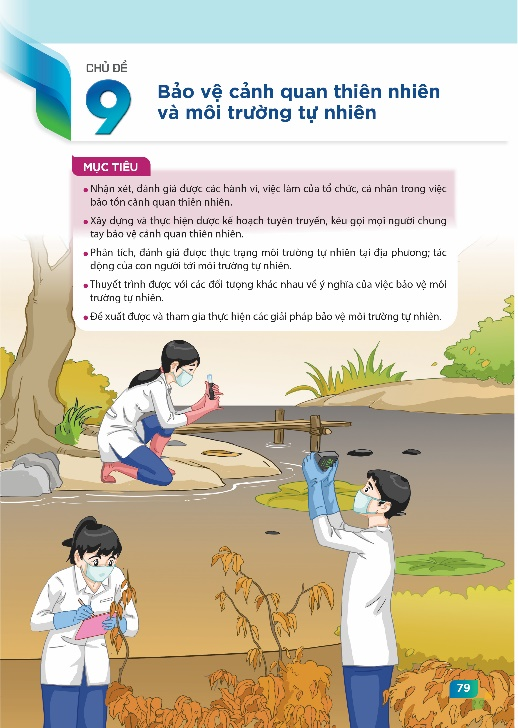 CHỦ ĐỀ
9
Bảo vệ cảnh quan thiên nhiên
và môi trường tự nhiên
MỤC TIÊU
• Nhận xét, đánh giá được các hành vi, việc làm của tổ chức, cá nhân trong việc
bảo tồn cảnh quan thiên nhiên.
• Xây dựng và thực hiện được kế hoạch tuyên truyền, kêu gọi mọi người chung
tay bảo vệ cảnh quan thiên nhiên.
• Phân tích, đánh giá được thực trạng môi trường tự nhiên tại địa phương; tác
động của con người tới môi trường tự nhiên.
• Thuyết trình được với các đối tượng khác nhau về ý nghĩa của việc bảo vệ môi
trường tự nhiên.
• Đề xuất được và tham gia thực hiện các giải pháp bảo vệ môi trường tự nhiên.
79